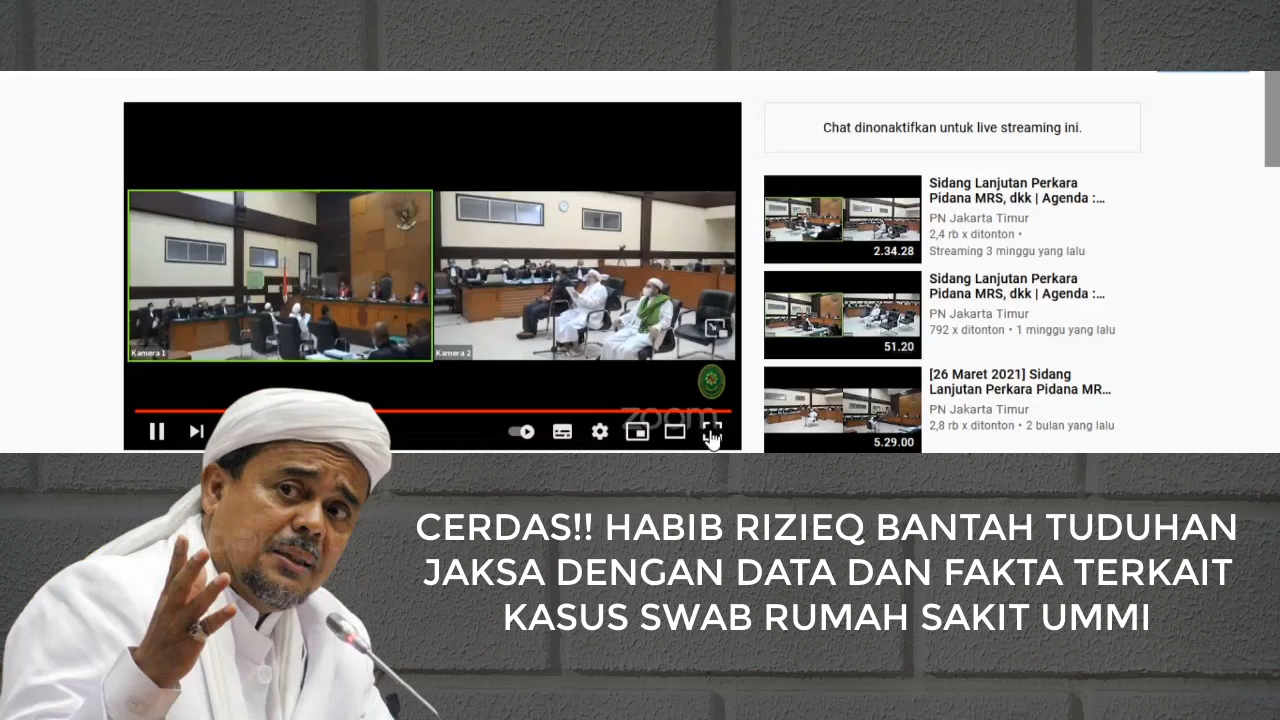 Chat dinonaktifkan untuk live streaming ini.
Sidang Lanjutan Perkara
Pidana MRS, dkk | Agenda :...
PN Jakarta Timur
2,4 rb x ditonton •
Streaming 3 minggu yang lalu
2.34.28
Sidang Lanjutan Perkara
Pidana MRS, dkk | Agenda :...
PN Jakarta Timur
792 x ditonton • 1 minggu yang lalu
51.20
[26 Maret 2021] Sidang
Lanjutan Perkara Pidana MR...
PN Jakarta Timur
2,8 rb x ditonton • 2 bulan yang lalu
5.29.00
Kamera 1
Kamera 2
zoom
CERDAS!! HABIB RIZIEQ BANTAH TUDUHAN
JAKSA DENGAN DATA DAN FAKTA TERKAIT
KASUS SWAB RUMAH SAKIT UMMI